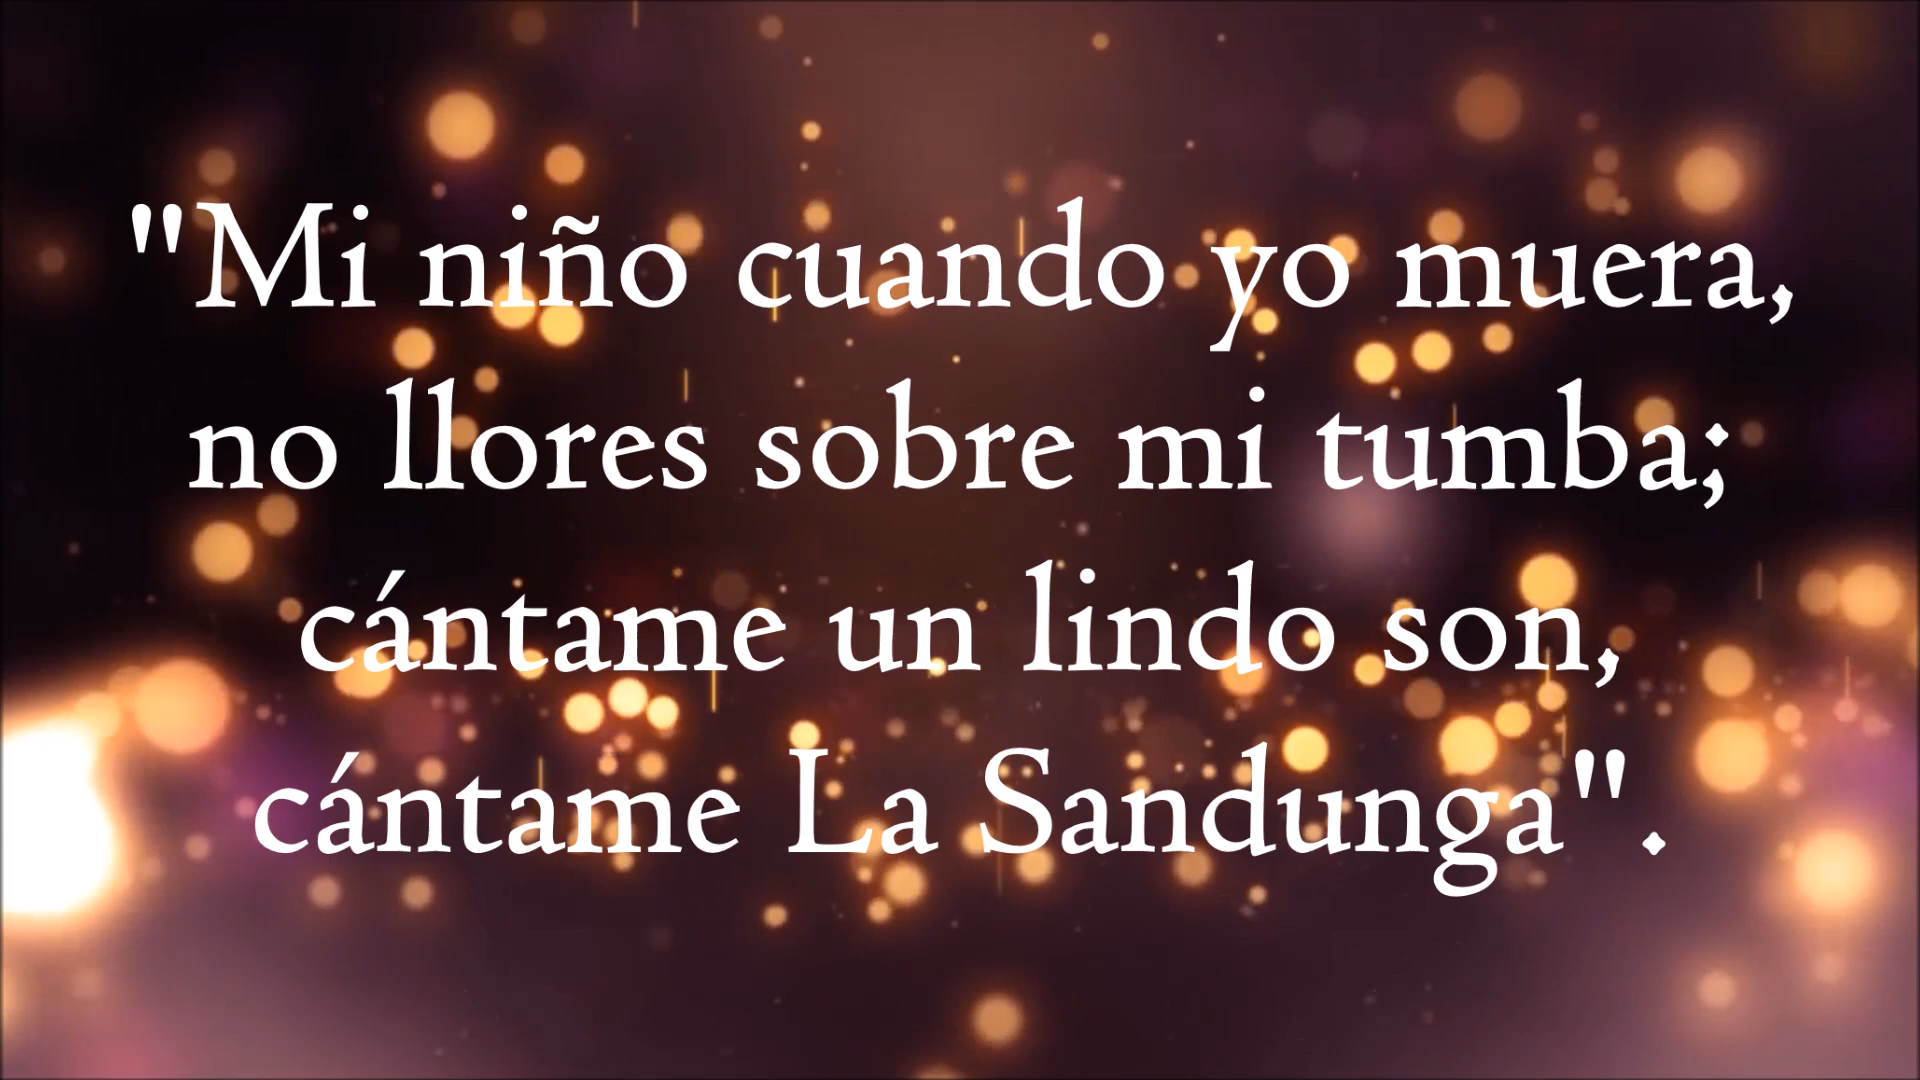 "Mi niño cuando yo muera,
no llores sobre mi tumba;
cántame un lindo son,
cántame La Sandunga".